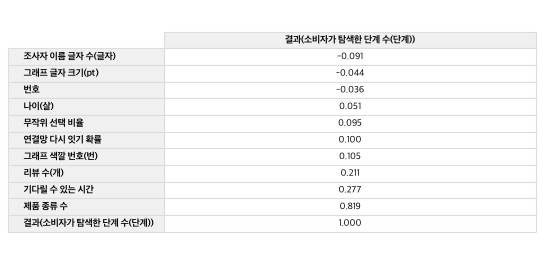 결과(소비자가 탐색한 단계 수(단계))
조사자 이름 글자 수(글자) -0.091
그래프 글자 크기(pt) -0.044
번호 -0.036
나이(살) 0.051
무작위 선택 비율 0.095
연결망 다시 잇기 확률 0.100
그래프 색깔 번호(번) 0.105
리뷰 수(개) 0.211
기다릴 수 있는 시간 0.277
제품 종류 수 0.819
결과(소비자가 탐색한 단계 수(단계)) 1.000